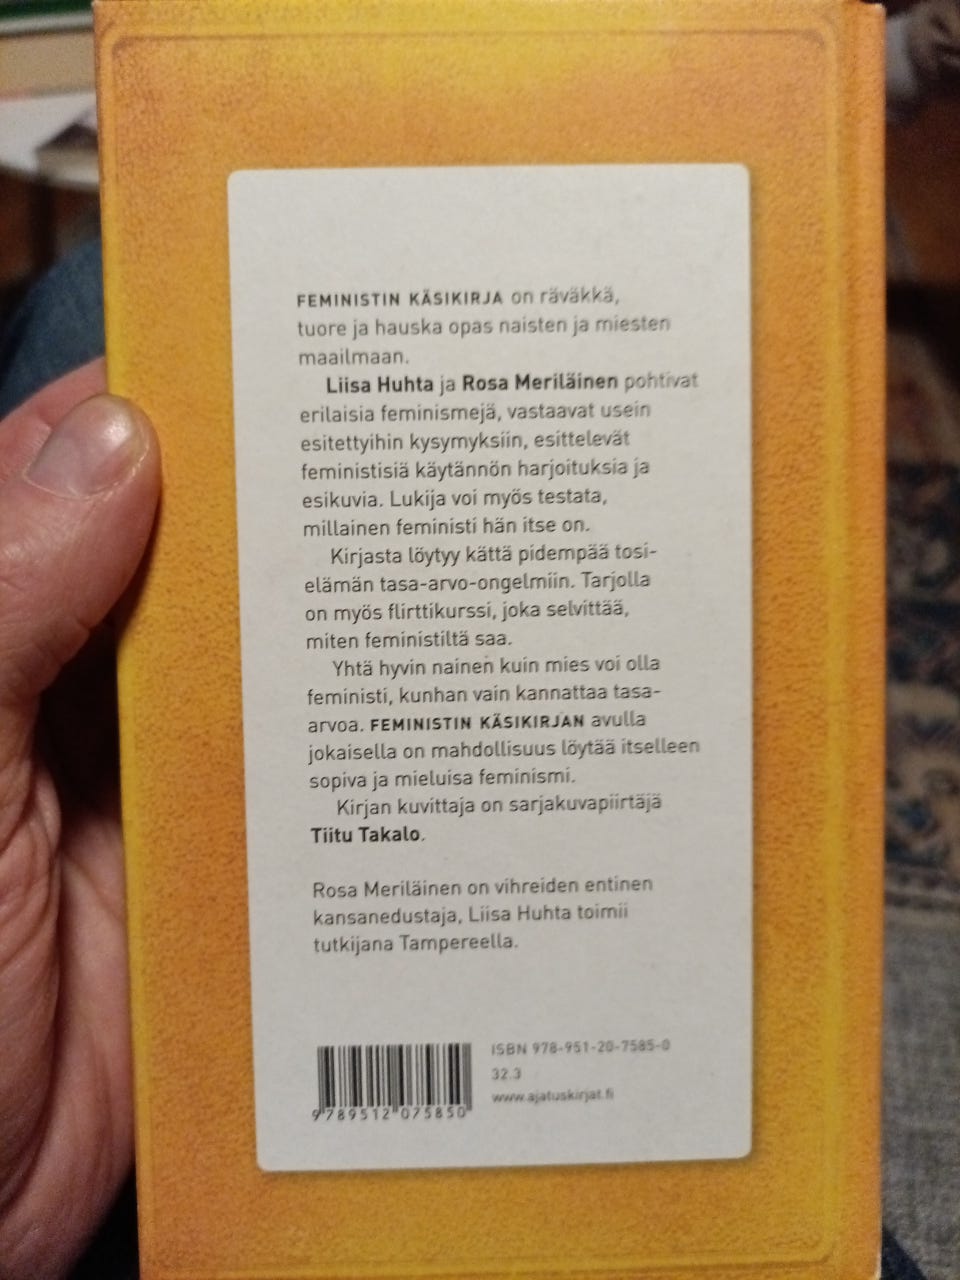 FEMINISTIN KÄSIKIRJA on räväkkä,
tuore ja hauska opas naisten ja miesten
maailmaan.
Liisa Huhta ja Rosa Meriläinen pohtivat
erilaisia feminismejä, vastaavat usein
esitettyihin kysymyksiin, esittelevät
feministisiä käytännön harjoituksia ja
esikuvia. Lukija voi myös testata,
millainen feministi hän itse on.
Kirjasta löytyy kättä pidempää tosi-
elämän tasa-arvo-ongelmiin. Tarjolla
on myös flirttikurssi, joka selvittää,
miten feministiltä saa.
Yhtä hyvin nainen kuin mies voi olla
feministi, kunhan vain kannattaa tasa-
arvoa. FEMINISTIN KÄSIKIRJAN avulla
jokaisella on mahdollisuus löytää itselleen
sopiva ja mieluisa feminismi.
Kirjan kuvittaja on sarjakuvapiirtäjä
Tiitu Takalo.
Rosa Meriläinen on vihreiden entinen
kansanedustaja, Liisa Huhta toimii
tutkijana Tampereella.
ISBN 978-951-20-7585-0
32.3
www.ajatuskirjat.fi
9 789512 075850